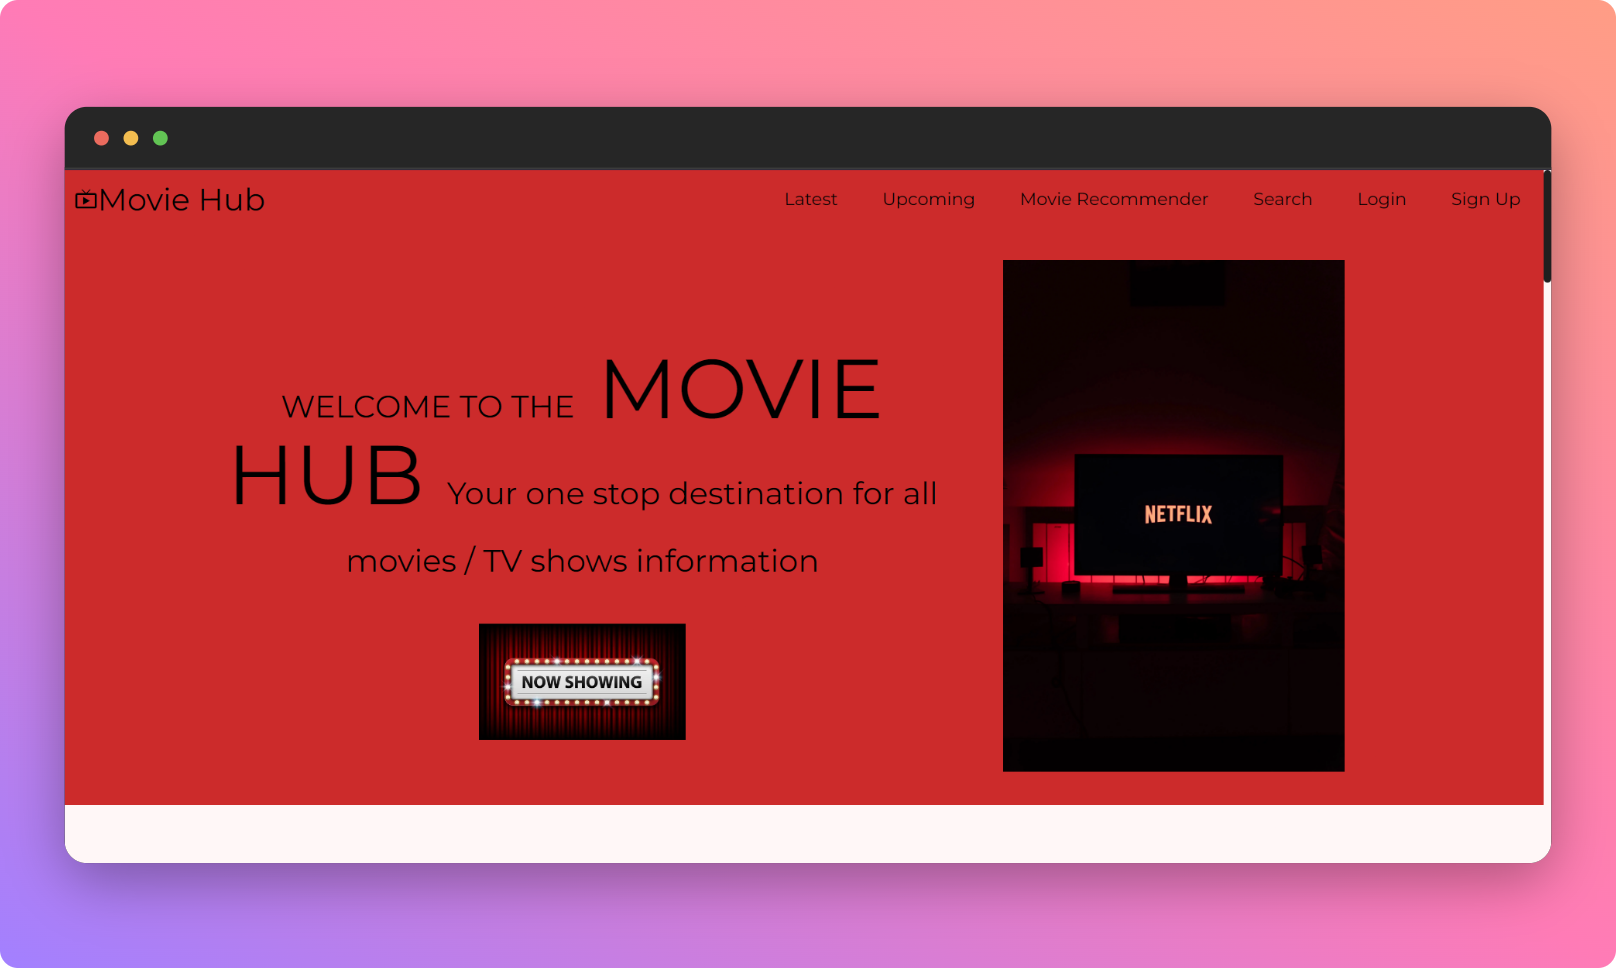 Movie Hub
Latest Upcoming Movie Recommender Search Login Sign Up
WELCOME TO THE MOVIE
HUB Your one stop destination for all
movies / TV shows information
NETFLIX
NOW SHOWING